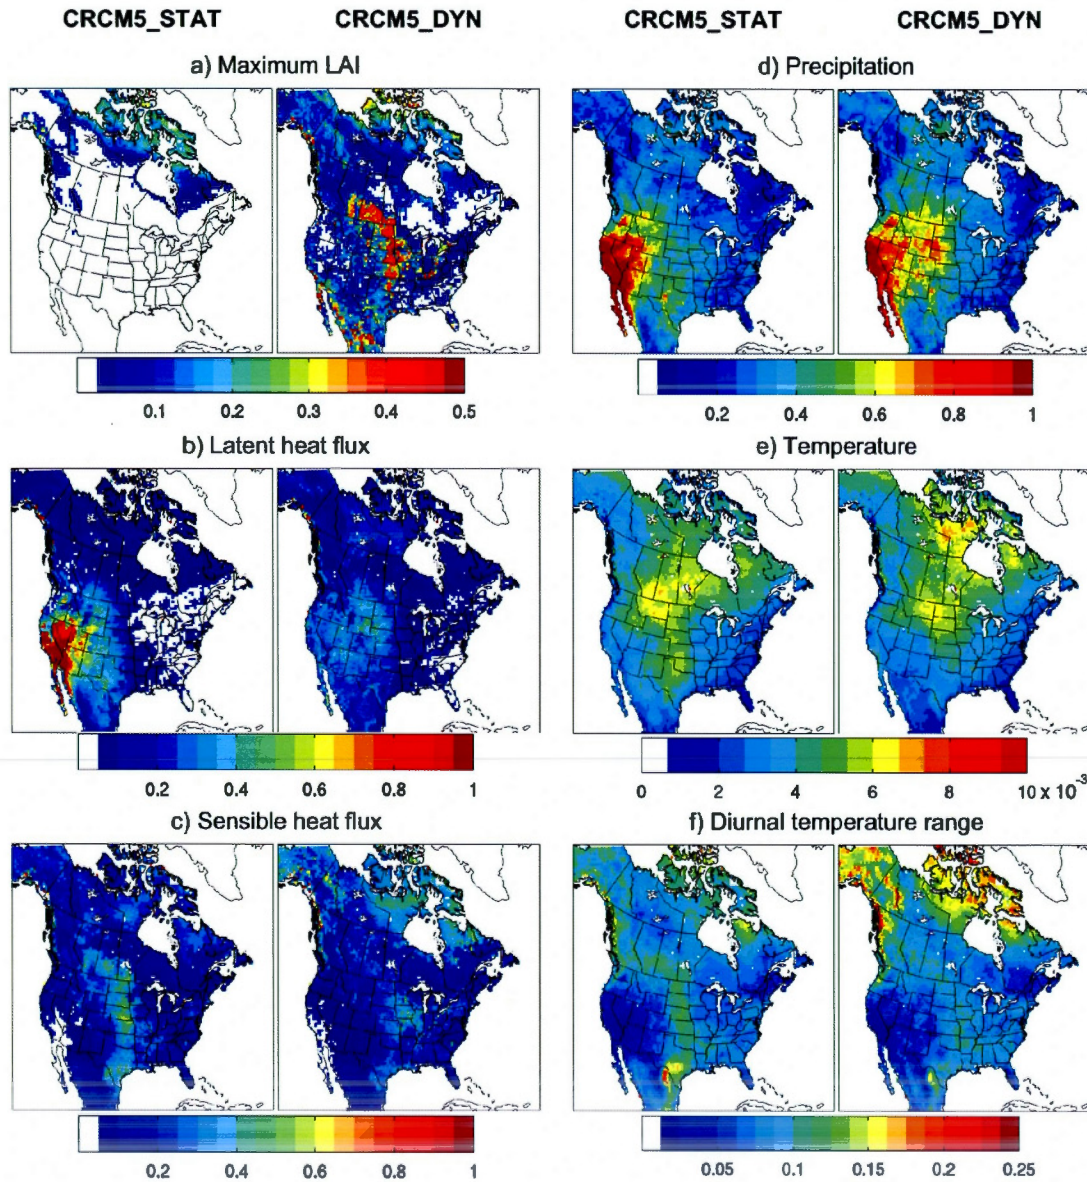 CRCM5_STAT CRCM5_DYN CRCM5_STAT CRCM5_DYN
a) Maximum LAI d) Precipitation
0.1 0.2 0.3 0.4 0.5 0.2 0.4 0.6 0.8 1
b) Latent heat flux e) Temperature
0.2 0.4 0.6 0.8 1 0 2 4 6 8 10 x 10⁻³
c) Sensible heat flux f) Diurnal temperature range
0.2 0.4 0.6 0.8 1 0.05 0.1 0.15 0.2 0.25